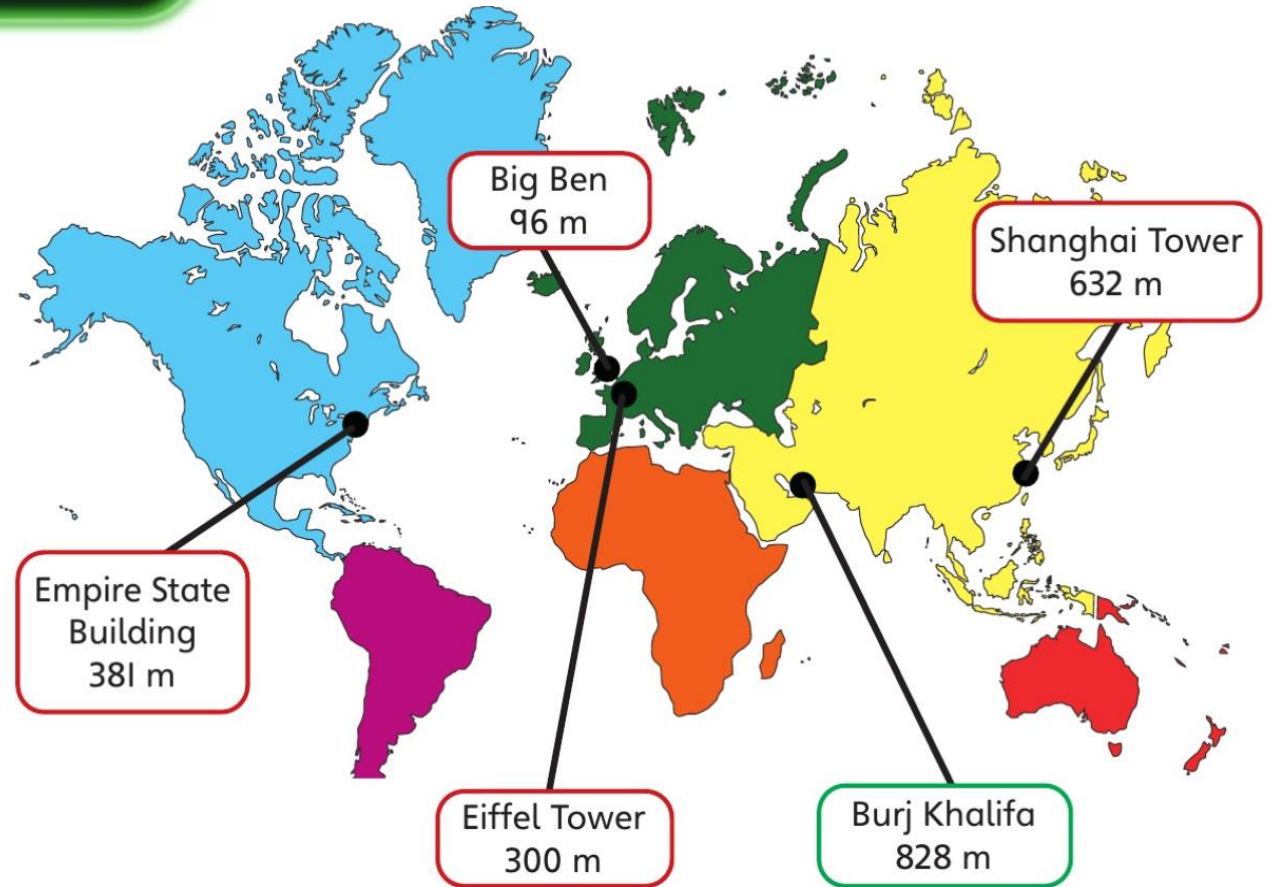 Big Ben
96 m
Shanghai Tower
632 m
Empire State
Building
381 m
Eiffel Tower
300 m
Burj Khalifa
828 m